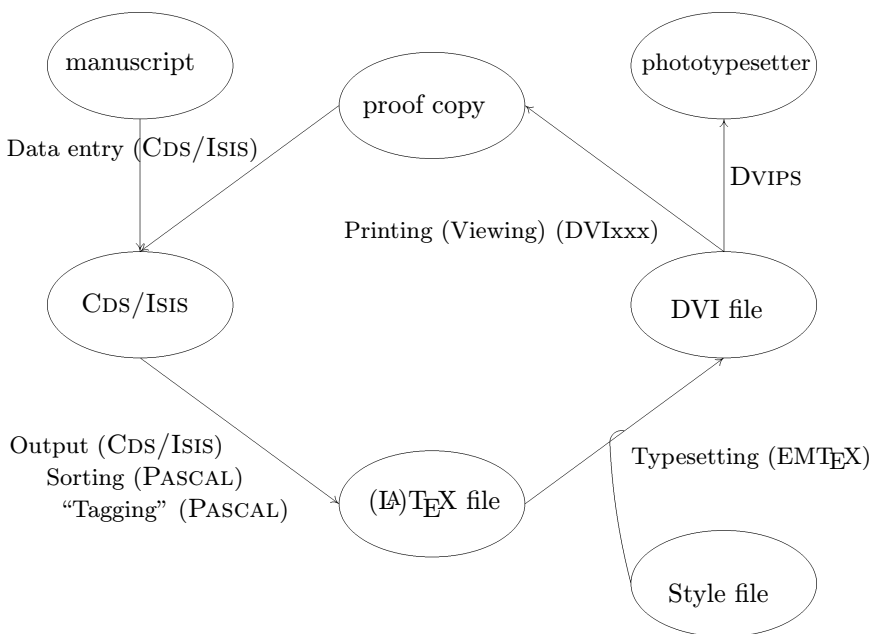 manuscript
phototypesetter
proof copy
Data entry (CDS/ISIS)
DVIPS
Printing (Viewing) (DVIxxx)
CDS/ISIS
DVI file
Output (CDS/ISIS)
Sorting (PASCAL)
“Tagging” (PASCAL)
Typesetting (EMTEX)
(LA)TEX file
Style file